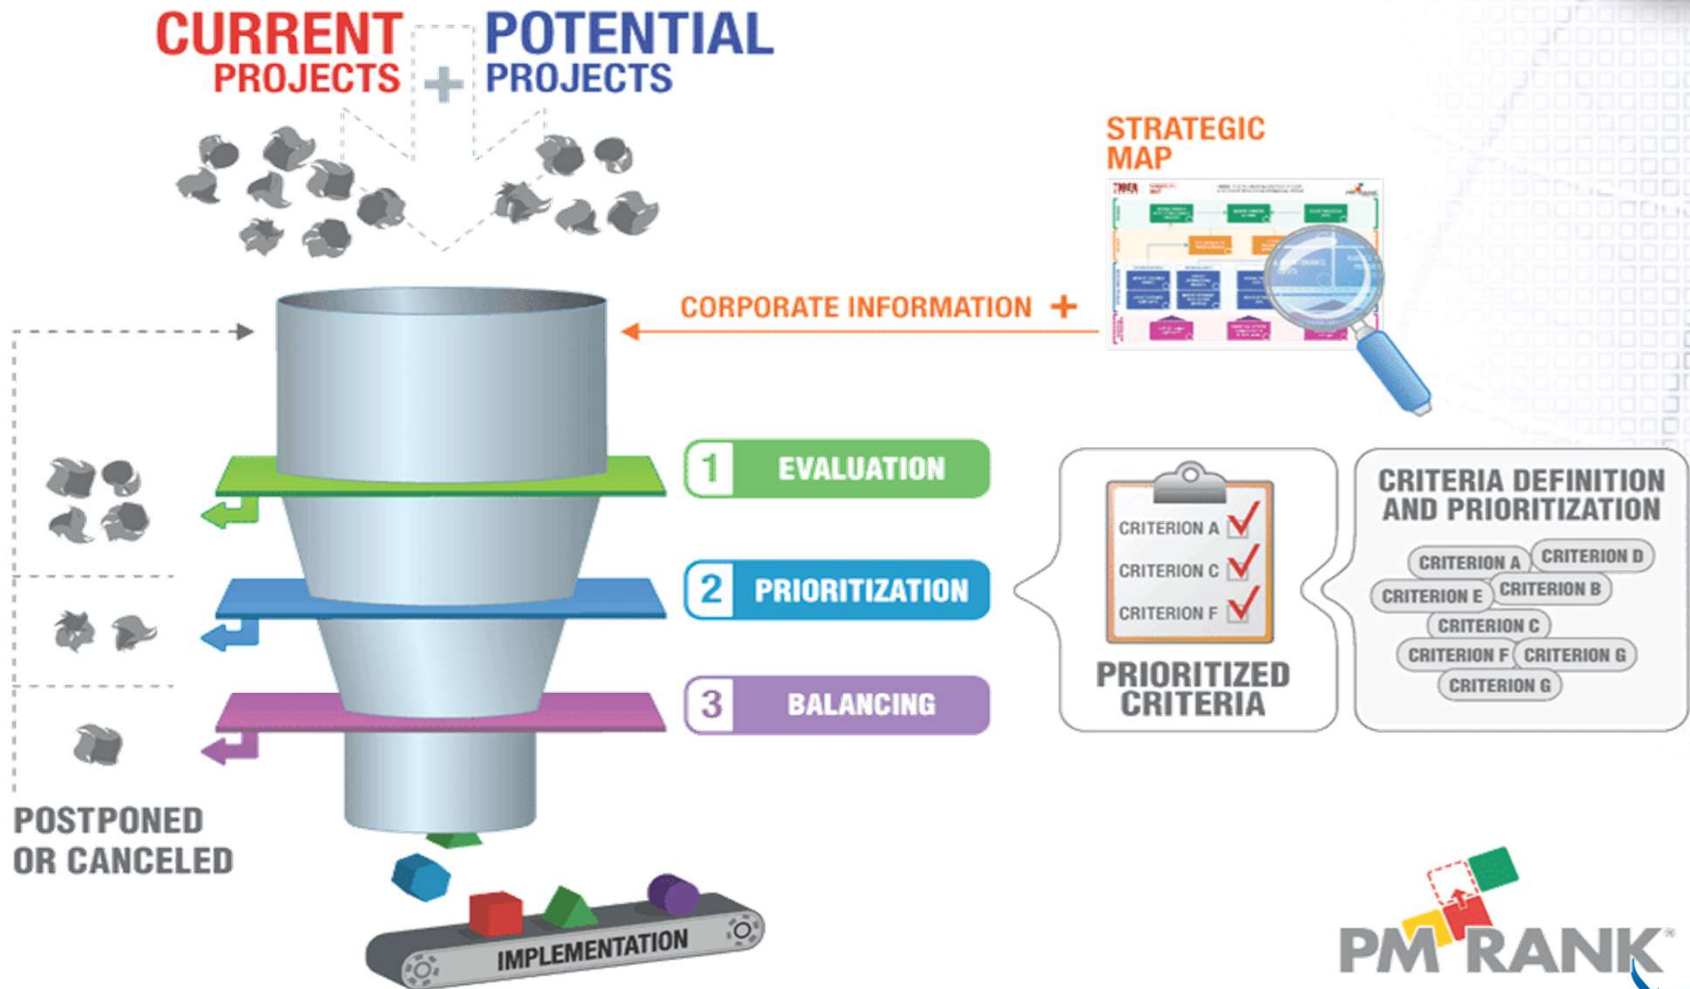 CURRENT
PROJECTS
+
POTENTIAL
PROJECTS
STRATEGIC
MAP
CORPORATE INFORMATION +
1 EVALUATION
2 PRIORITIZATION
3 BALANCING
CRITERION A
CRITERION C
CRITERION F
PRIORITIZED
CRITERIA
CRITERIA DEFINITION
AND PRIORITIZATION
CRITERION A
CRITERION D
CRITERION E
CRITERION B
CRITERION C
CRITERION F
CRITERION G
CRITERION G
POSTPONED
OR CANCELED
IMPLEMENTATION
PM RANK®